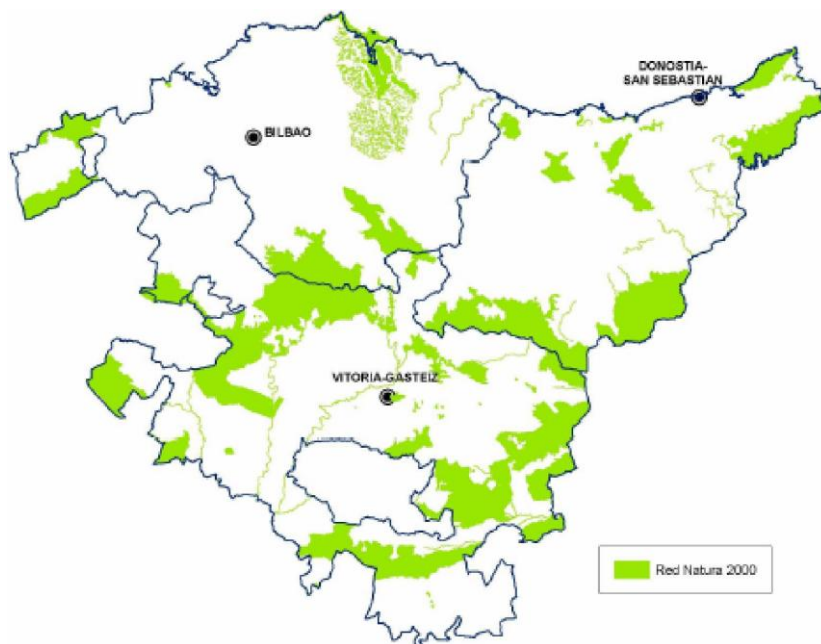 DONOSTIA-
SAN SEBASTIAN
BILBAO
VITORIA-GASTEIZ
Red Natura 2000